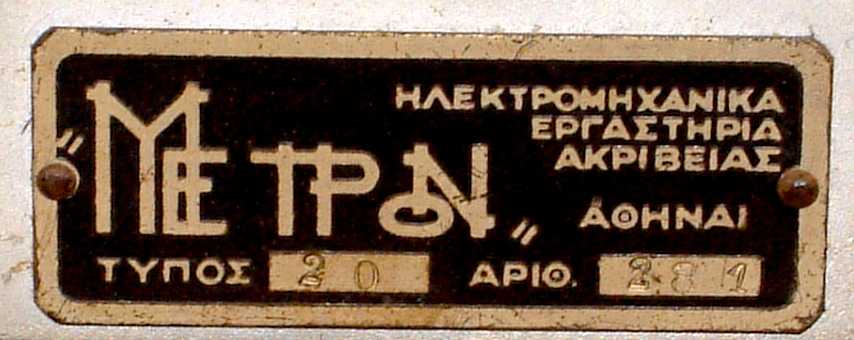 "ΜΕΤΡΟΝ"
ΗΛΕΚΤΡΟΜΗΧΑΝΙΚΑ
ΕΡΓΑΣΤΗΡΙΑ
ΑΚΡΙΒΕΙΑΣ
ΑΘΗΝΑΙ
ΤΥΠΟΣ 20 ΑΡΙΘ. 281